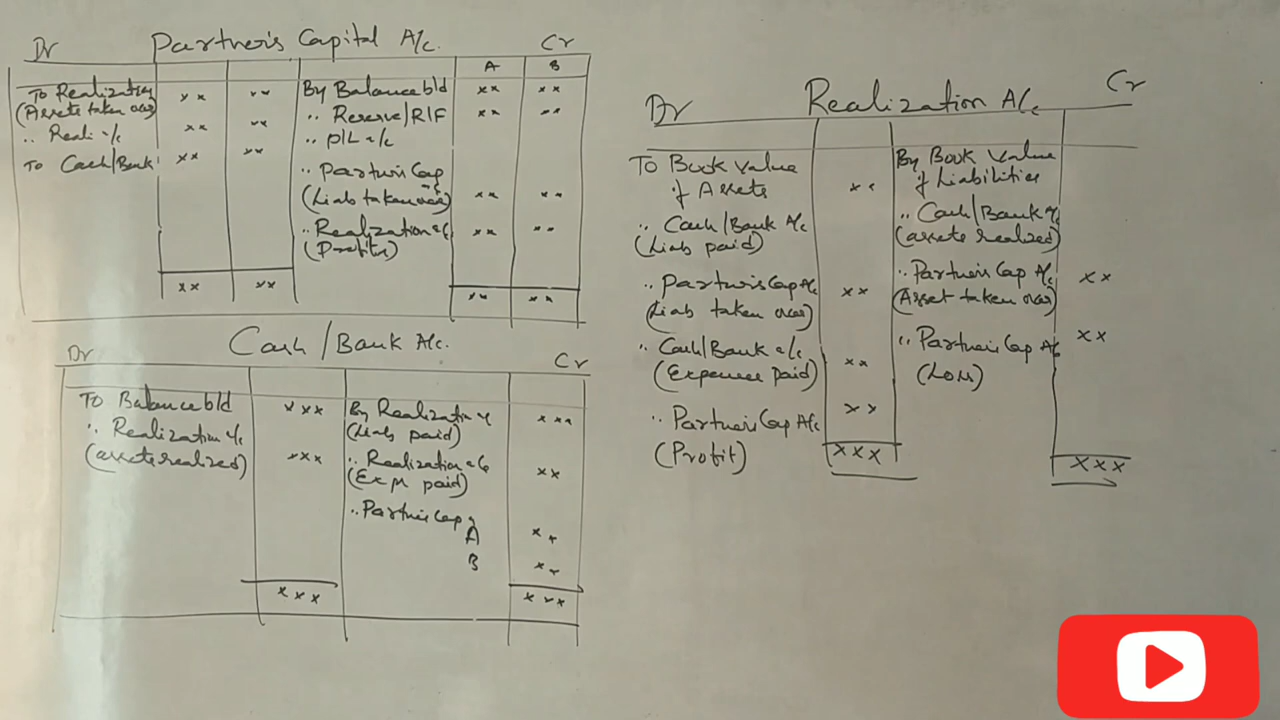 Dr Partner's Capital A/c. Cr
A B
To Realization xx xx By Balance b/d xx xx
(Assets taken over) .. Reserve/R/F xx xx
.. Reali a/c xx xx .. P/L a/c
To Cash/Bank xx xx .. Partner's Cap
(Liab taken over) xx xx
.. Realization a/c xx xx
(Profits)
xx xx xx xx
Cash/Bank A/c.
Dr Cr
To Balance b/d xxx By Realization a/c xxx
.. Realization a/c (Liab paid)
(assets realized) xxx .. Realization a/c xx
(Exp paid)
.. Partner's Cap
A xx
B xx
xxx xxx
Dr Realization A/c Cr
To Book Value By Book Value
of Assets xx of Liabilities
.. Cash/Bank A/c .. Cash/Bank a/c
(Liab paid) (assets realized)
.. Partner's Cap A/c xx .. Partner's Cap A/c xx
(Liab taken over) (Asset taken over)
.. Cash/Bank a/c xx .. Partner's Cap A/c xx
(Expenses paid) (Loss)
.. Partner's Cap A/c xx
(Profit) xxx xxx